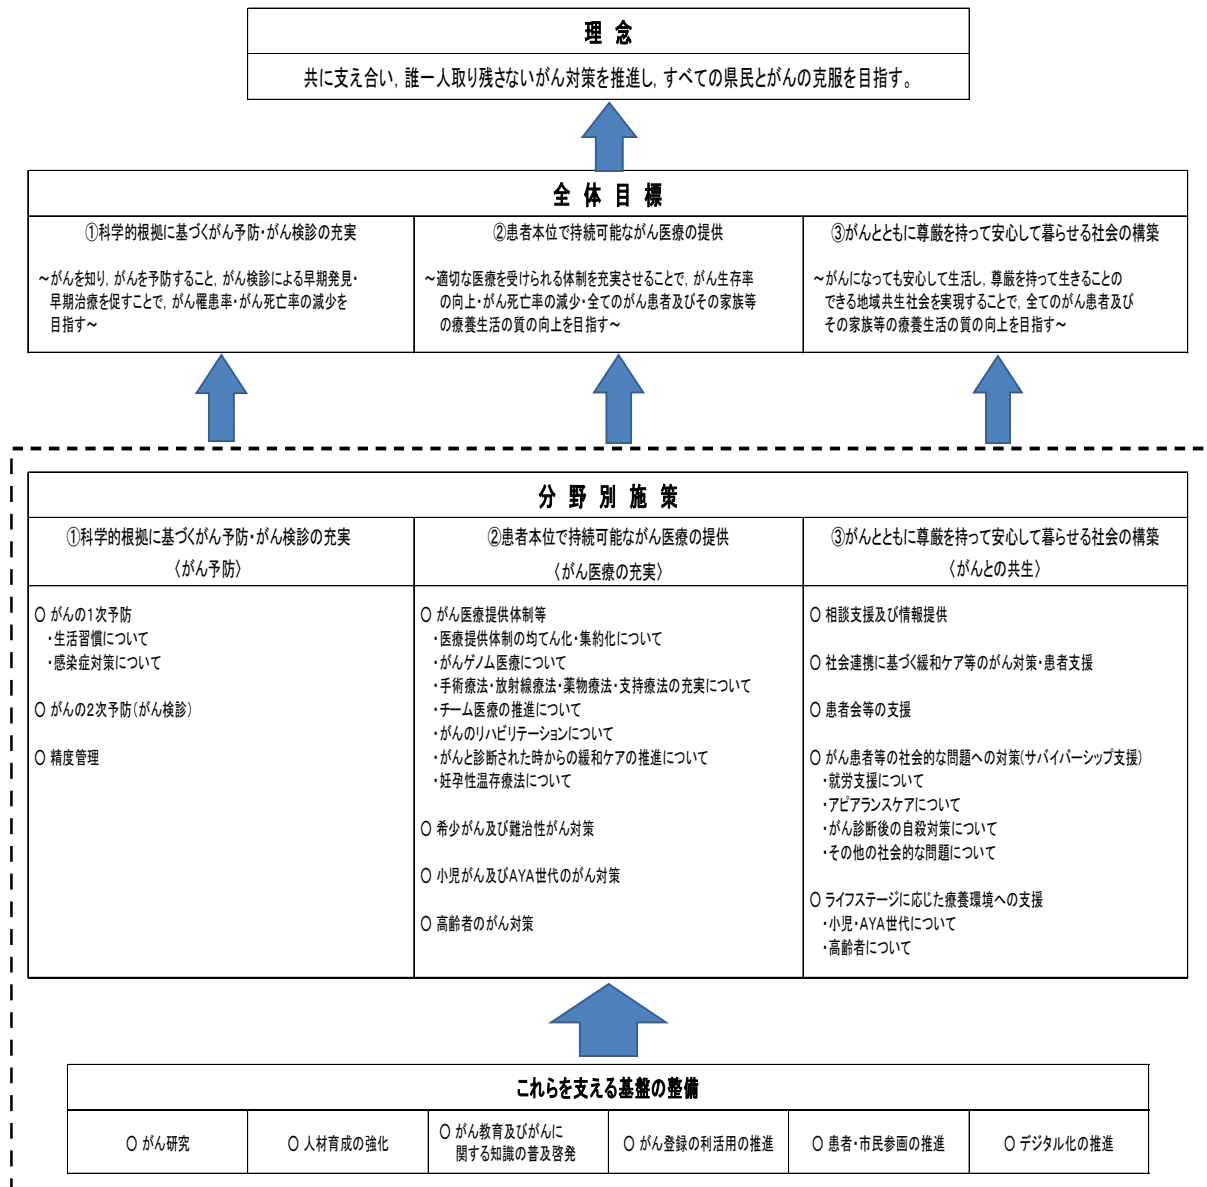 理 念
共に支え合い，誰一人取り残さないがん対策を推進し，すべての県民とがんの克服を目指す。
全 体 目 標
①科学的根拠に基づくがん予防・がん検診の充実
～がんを知り，がんを予防すること，がん検診による早期発見・
早期治療を促すことで，がん罹患率・がん死亡率の減少を
目指す～
②患者本位で持続可能ながん医療の提供
～適切な医療を受けられる体制を充実させることで，がん生存率
の向上・がん死亡率の減少・全てのがん患者及びその家族等
の療養生活の質の向上を目指す～
③がんとともに尊厳を持って安心して暮らせる社会の構築
～がんになっても安心して生活し，尊厳を持って生きることの
できる地域共生社会を実現することで，全てのがん患者及び
その家族等の療養生活の質の向上を目指す～
分 野 別 施 策
①科学的根拠に基づくがん予防・がん検診の充実
〈がん予防〉
○ がんの1次予防
・生活習慣について
・感染症対策について
○ がんの2次予防（がん検診）
○ 精度管理
②患者本位で持続可能ながん医療の提供
〈がん医療の充実〉
○ がん医療提供体制等
・医療提供体制の均てん化・集約化について
・がんゲノム医療について
・手術療法・放射線療法・薬物療法・支持療法の充実について
・チーム医療の推進について
・がんのリハビリテーションについて
・がんと診断された時からの緩和ケアの推進について
・妊孕性温存療法について
○ 希少がん及び難治性がん対策
○ 小児がん及びAYA世代のがん対策
○ 高齢者のがん対策
③がんとともに尊厳を持って安心して暮らせる社会の構築
〈がんとの共生〉
○ 相談支援及び情報提供
○ 社会連携に基づく緩和ケア等のがん対策・患者支援
○ 患者会等の支援
○ がん患者等の社会的な問題への対策(サバイバーシップ支援)
・就労支援について
・アピアランスケアについて
・がん診断後の自殺対策について
・その他の社会的な問題について
○ ライフステージに応じた療養環境への支援
・小児・AYA世代について
・高齢者について
これらを支える基盤の整備
○ がん研究
○ 人材育成の強化
○ がん教育及びがんに
関する知識の普及啓発
○ がん登録の利活用の推進
○ 患者・市民参画の推進
○ デジタル化の推進